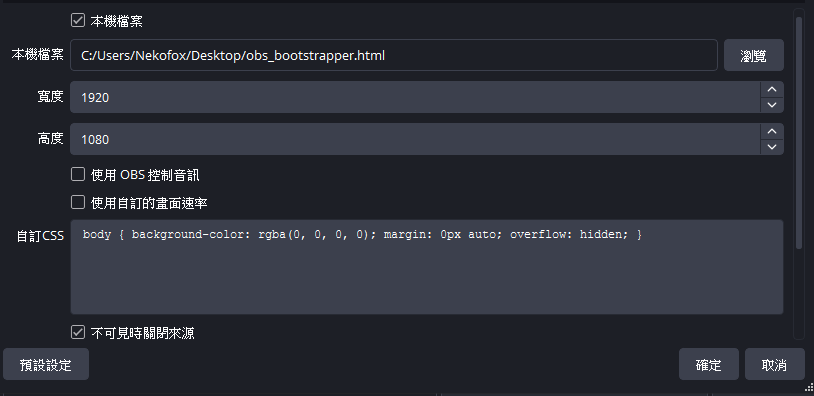 本機檔案
本機檔案 C:/Users/Nekofox/Desktop/obs_bootstrapper.html 瀏覽
寬度 1920
高度 1080
使用 OBS 控制音訊
使用自訂的畫面速率
自訂CSS body { background-color: rgba(0, 0, 0, 0); margin: 0px auto; overflow: hidden; }
不可見時關閉來源
預設設定 確定 取消